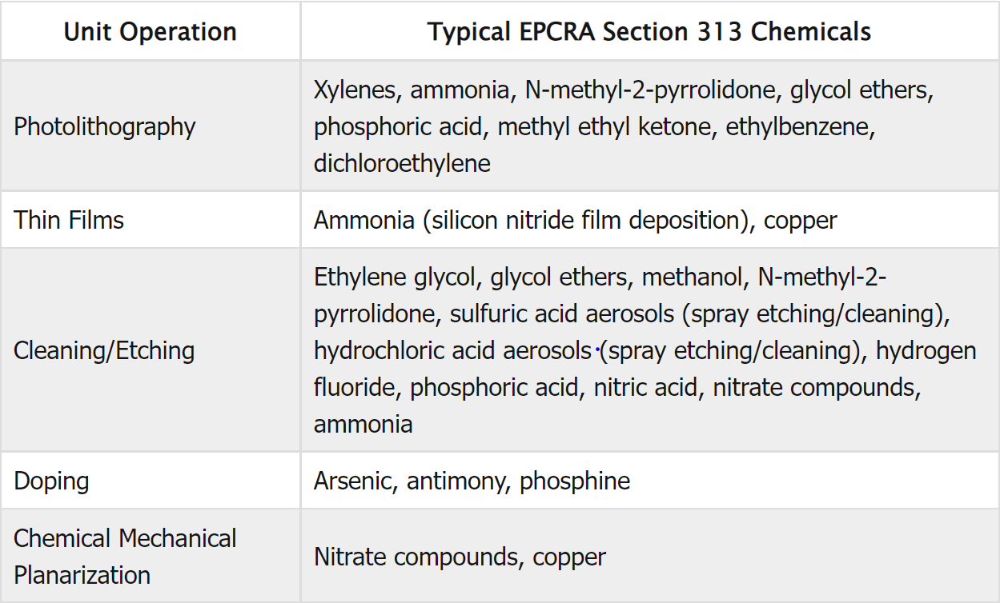 Unit Operation
Typical EPCRA Section 313 Chemicals
Photolithography
Xylenes, ammonia, N-methyl-2-pyrrolidone, glycol ethers,
phosphoric acid, methyl ethyl ketone, ethylbenzene,
dichloroethylene
Thin Films
Ammonia (silicon nitride film deposition), copper
Cleaning/Etching
Ethylene glycol, glycol ethers, methanol, N-methyl-2-
pyrrolidone, sulfuric acid aerosols (spray etching/cleaning),
hydrochloric acid aerosols (spray etching/cleaning), hydrogen
fluoride, phosphoric acid, nitric acid, nitrate compounds,
ammonia
Doping
Arsenic, antimony, phosphine
Chemical Mechanical
Planarization
Nitrate compounds, copper